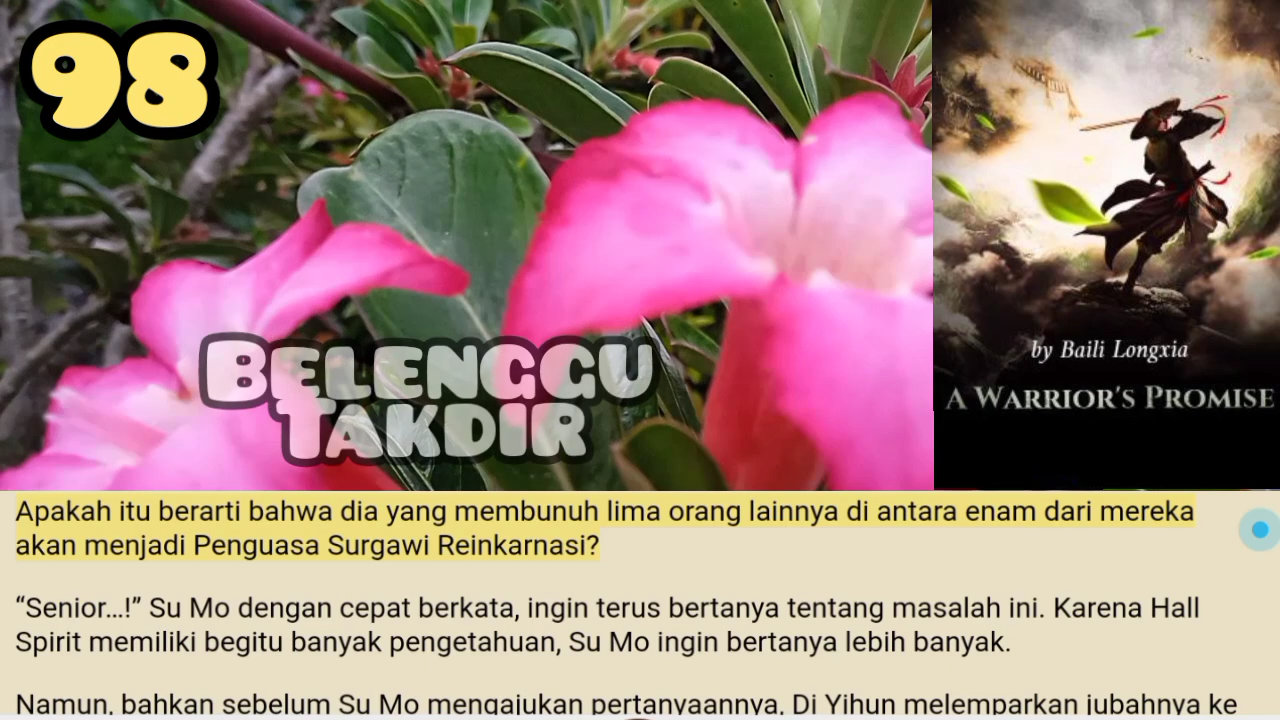 98
BELENGGU
TAKDIR
by Baili Longxia
A WARRIOR'S PROMISE
Apakah itu berarti bahwa dia yang membunuh lima orang lainnya di antara enam dari mereka
akan menjadi Penguasa Surgawi Reinkarnasi?
“Senior…!” Su Mo dengan cepat berkata, ingin terus bertanya tentang masalah ini. Karena Hall
Spirit memiliki begitu banyak pengetahuan, Su Mo ingin bertanya lebih banyak.
Namun, bahkan sebelum Su Mo mengajukan pertanyaannya, Di Yihun melemparkan jubahnya ke